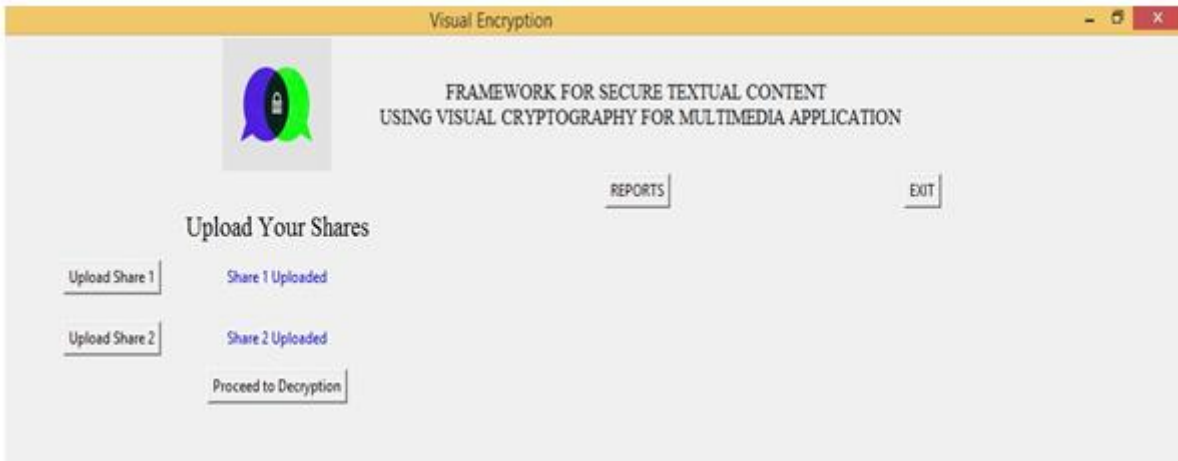 Visual Encryption
FRAMEWORK FOR SECURE TEXTUAL CONTENT
USING VISUAL CRYPTOGRAPHY FOR MULTIMEDIA APPLICATION
REPORTS EXIT
Upload Your Shares
Upload Share 1 Share 1 Uploaded
Upload Share 2 Share 2 Uploaded
Proceed to Decryption